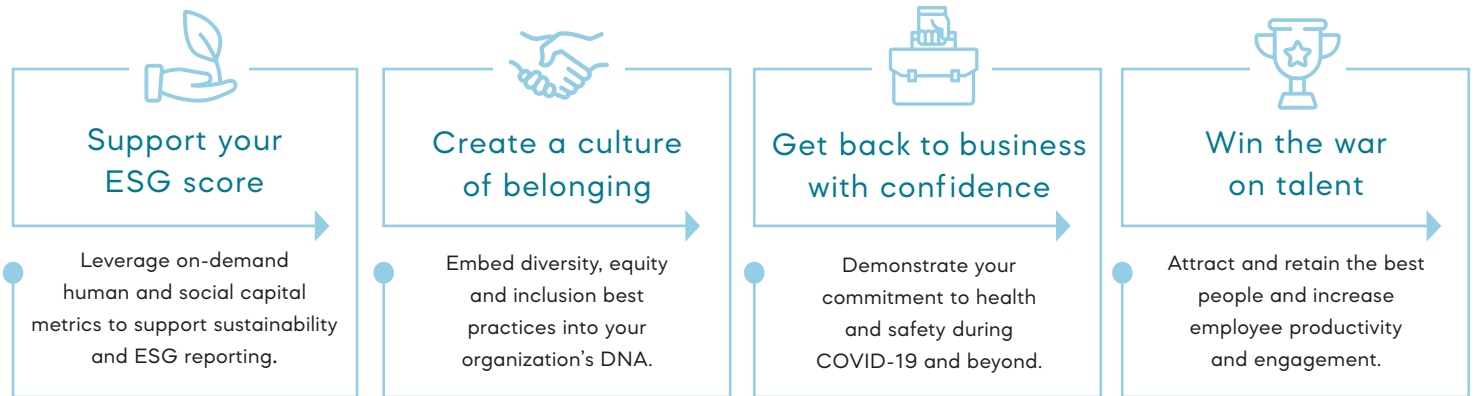 Support your
ESG score
Leverage on-demand
human and social capital
metrics to support sustainability
and ESG reporting.
Create a culture
of belonging
Embed diversity, equity
and inclusion best
practices into your
organization's DNA.
Get back to business
with confidence
Demonstrate your
commitment to health
and safety during
COVID-19 and beyond.
Win the war
on talent
Attract and retain the best
people and increase
employee productivity
and engagement.